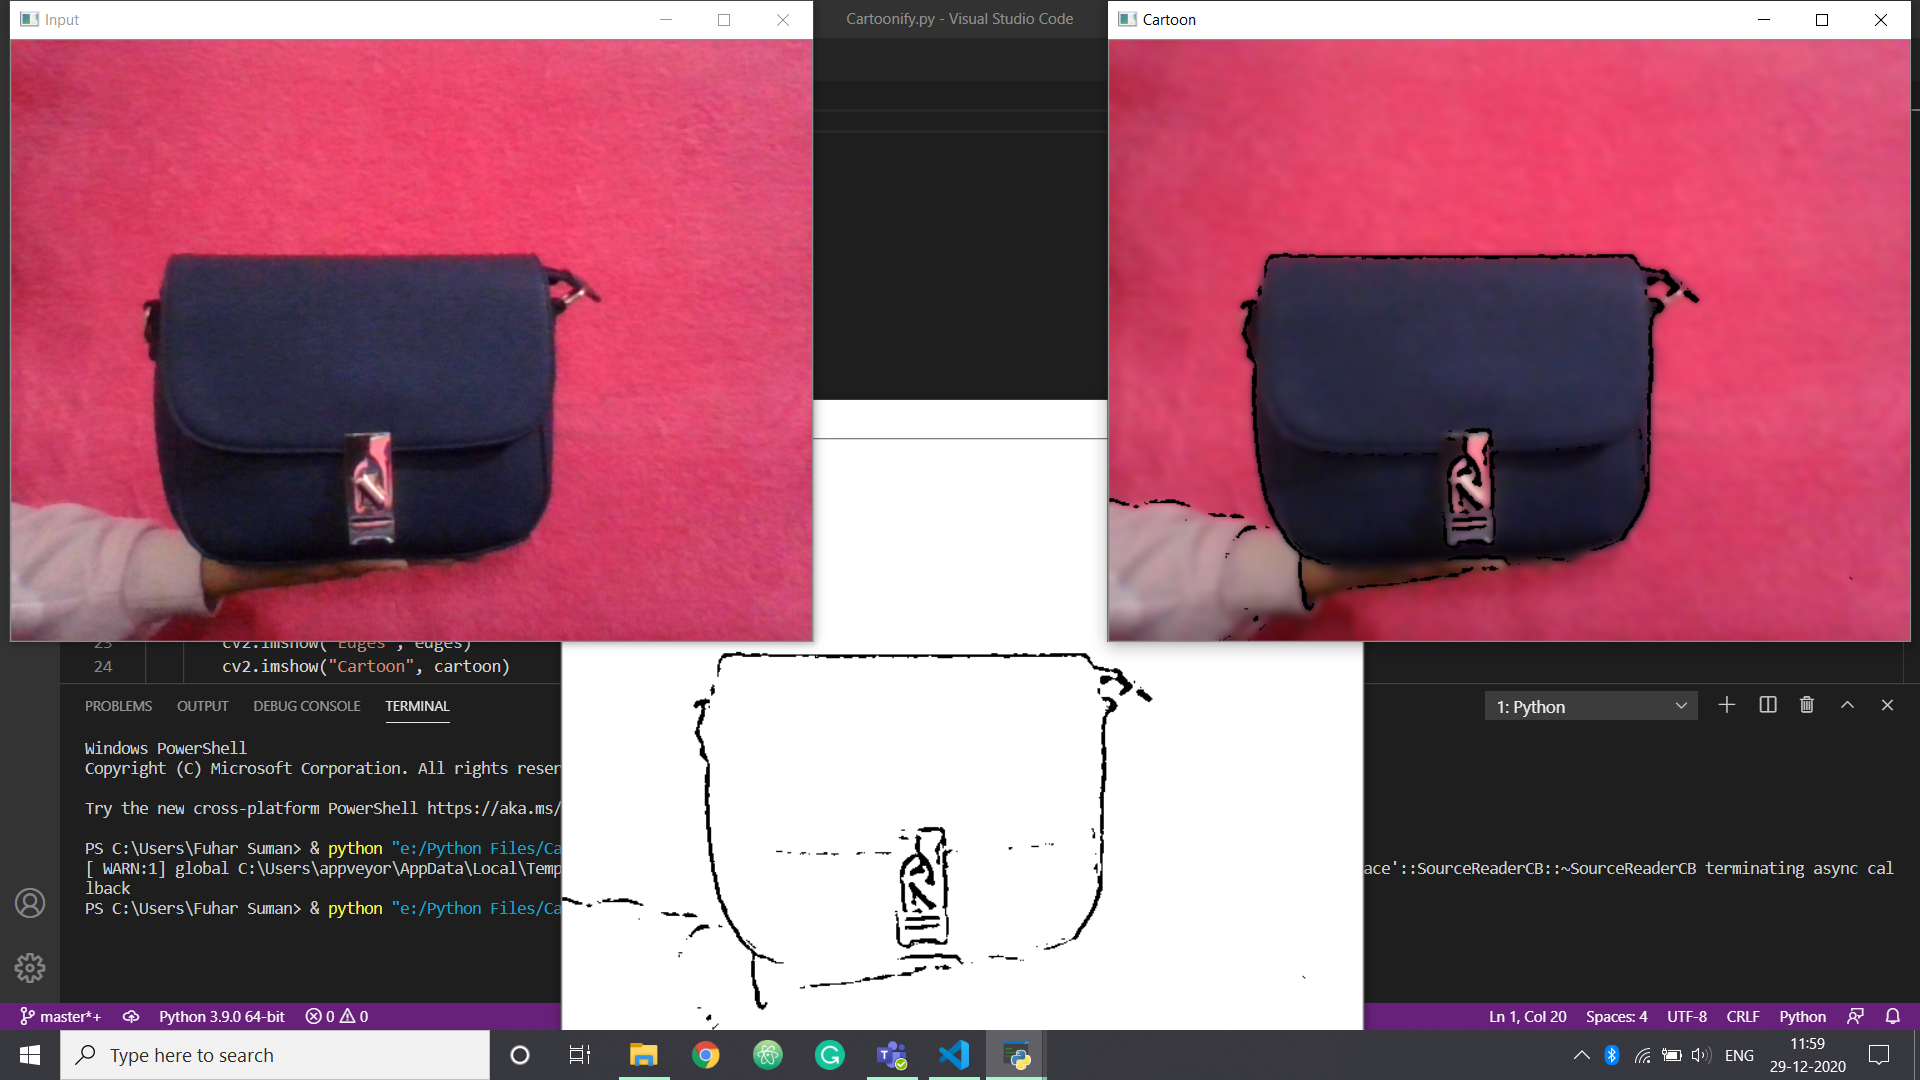 Input
Cartoonify.py - Visual Studio Code
Cartoon
23 cv2.imshow("Edges", edges)
24 cv2.imshow("Cartoon", cartoon)
PROBLEMS OUTPUT DEBUG CONSOLE TERMINAL
1: Python
Windows PowerShell
Copyright (C) Microsoft Corporation. All rights reser
Try the new cross-platform PowerShell https://aka.ms/
PS C:\Users\Fuhar Suman> & python "e:/Python Files/Ca
[ WARN:1] global C:\Users\appveyor\AppData\Local\Temp ace'::SourceReaderCB::~SourceReaderCB terminating async cal
lback
PS C:\Users\Fuhar Suman> & python "e:/Python Files/Ca
master*+ Python 3.9.0 64-bit 0 0 Ln 1, Col 20 Spaces: 4 UTF-8 CRLF Python
Type here to search
ENG
11:59
29-12-2020